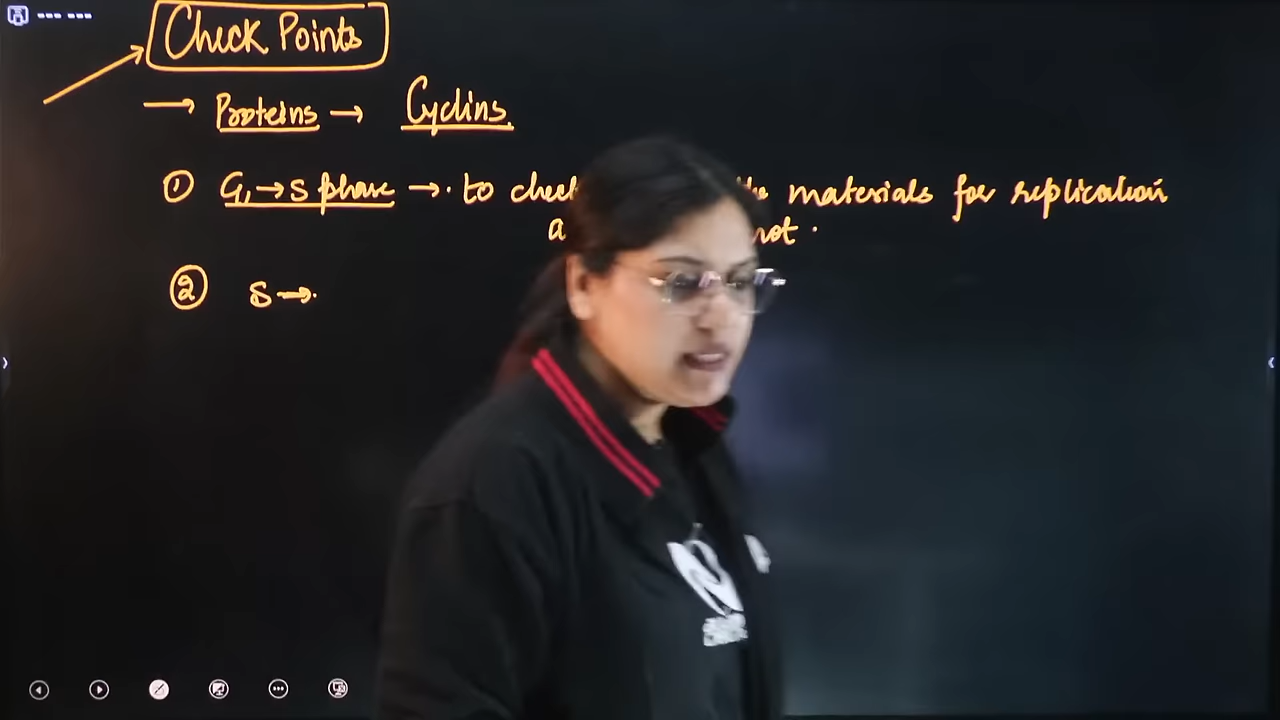 Check Points
→ Proteins → Cyclins
① G₁→S phase →· to check materials for replication
not ·
② S →·